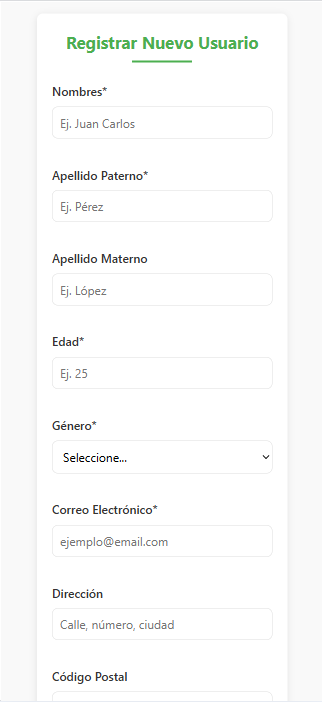 Registrar Nuevo Usuario
Nombres*
Ej. Juan Carlos
Apellido Paterno*
Ej. Pérez
Apellido Materno
Ej. López
Edad*
Ej. 25
Género*
Seleccione...
Correo Electrónico*
ejemplo@email.com
Dirección
Calle, número, ciudad
Código Postal